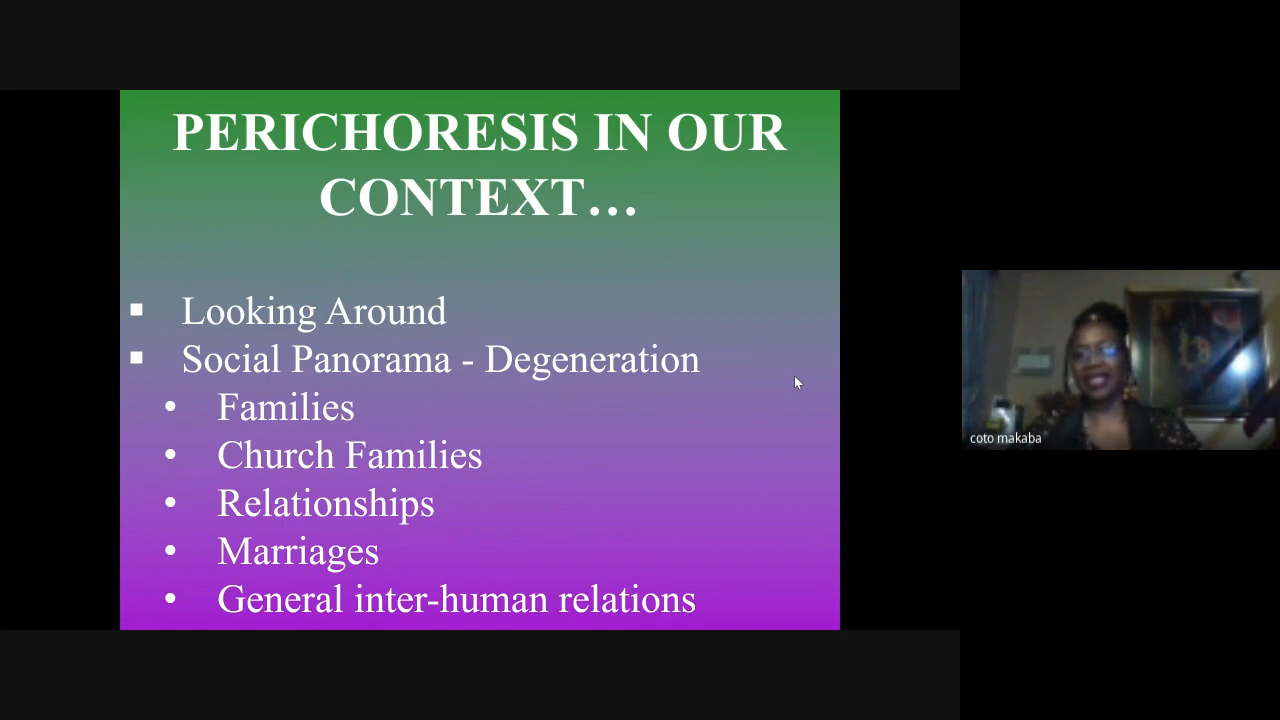 PERICHORESIS IN OUR
CONTEXT…
▪ Looking Around
▪ Social Panorama - Degeneration
• Families
• Church Families
• Relationships
• Marriages
• General inter-human relations
coto makaba